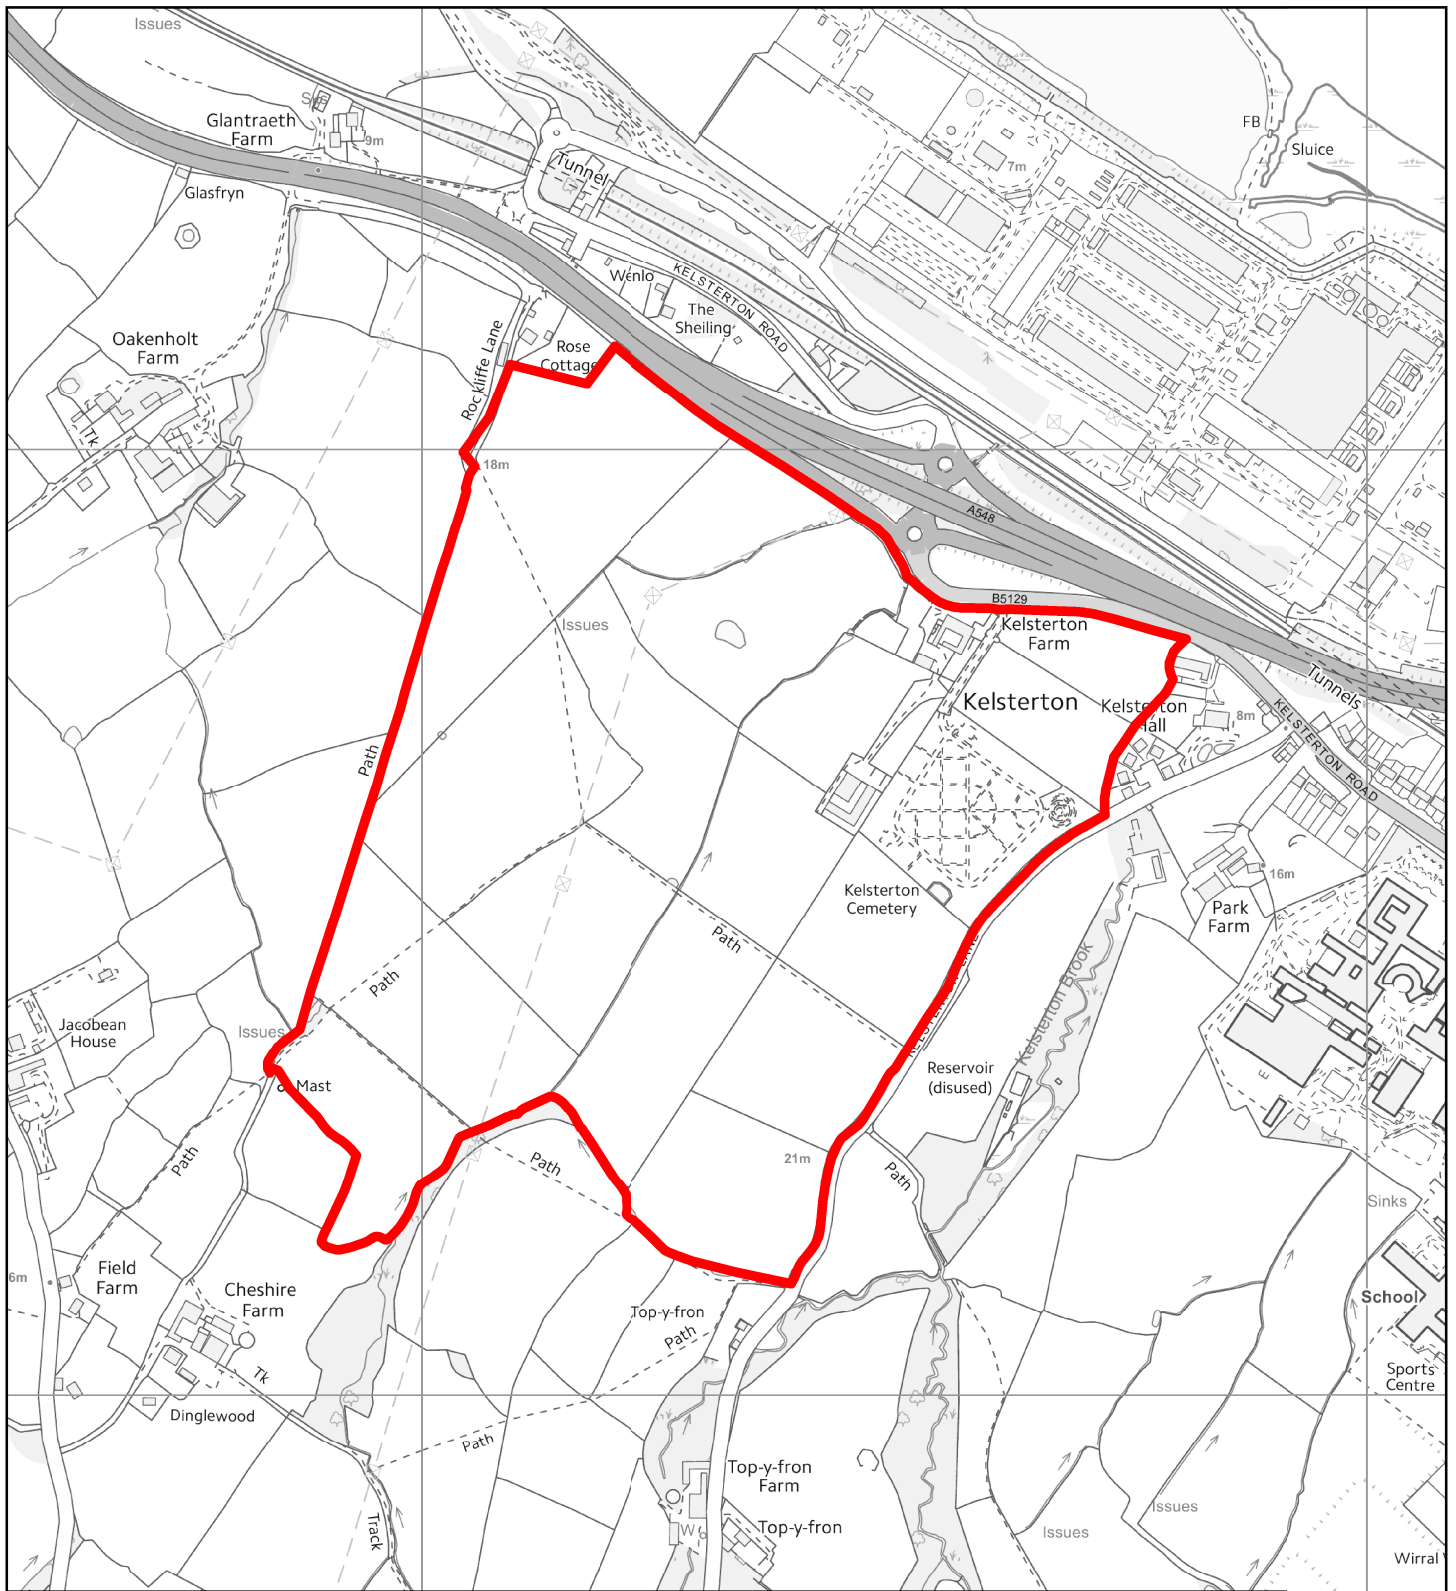 Issues
SWS
Glantraeth
Farm
9m
Glasfryn
Tunnel
7m
FB
Sluice
Wenlo
KELSTERTON ROAD
The
Sheiling
Oakenholt
Farm
Rockliffe Lane
Rose
Cottage
Tk
18m
A548
B5129
Issues
Kelsterton
Farm
Kelsterton
Kelsterton
Hall
8m
Tunnels
KELSTERTON ROAD
Path
Kelsterton
Cemetery
16m
Park
Farm
Path
Path
Jacobean
House
Issues
Mast
Kelsterton Brook
Reservoir
(disused)
E
Path
Path
21m
Path
Sinks
6m
Field
Farm
Cheshire
Farm
Top-y-fron
Path
School
Sports
Centre
Tk
Dinglewood
Path
Top-y-fron
Farm
Top-y-fron
W
Track
Issues
Issues
Wirral